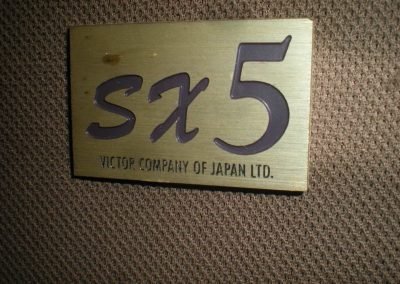 SX5
VICTOR COMPANY OF JAPAN LTD.